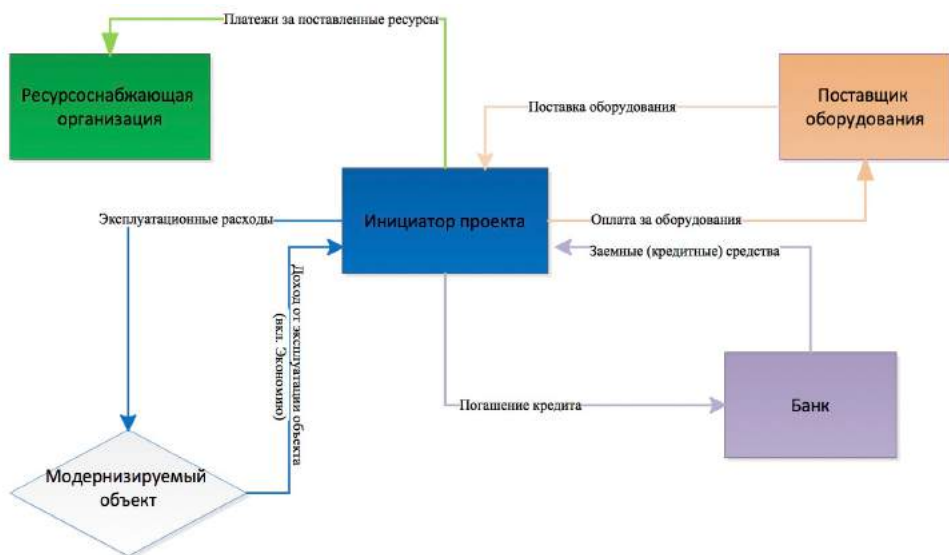 Платежи за поставленные ресурсы
Ресурсоснабжающая
организация
Поставщик
оборудования
Поставка оборудования
Инициатор проекта
Эксплуатационные расходы
Оплата за оборудования
Заемные (кредитные) средства
Доход от эксплуатации объекта
(вкл. Экономию)
Банк
Погашение кредита
Модернизируемый
объект